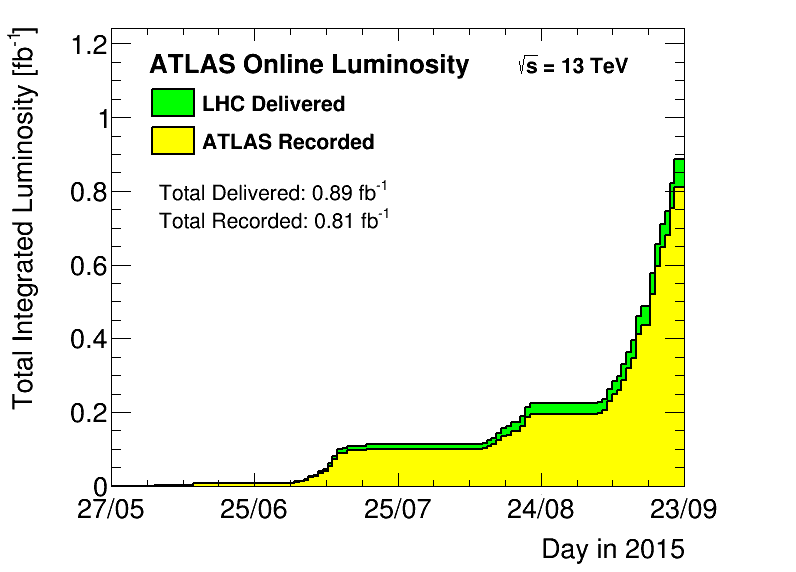 Total Integrated Luminosity [fb⁻¹]
1.2
1
0.8
0.6
0.4
0.2
0
ATLAS Online Luminosity √s = 13 TeV
LHC Delivered
ATLAS Recorded
Total Delivered: 0.89 fb⁻¹
Total Recorded: 0.81 fb⁻¹
27/05 25/06 25/07 24/08 23/09
Day in 2015